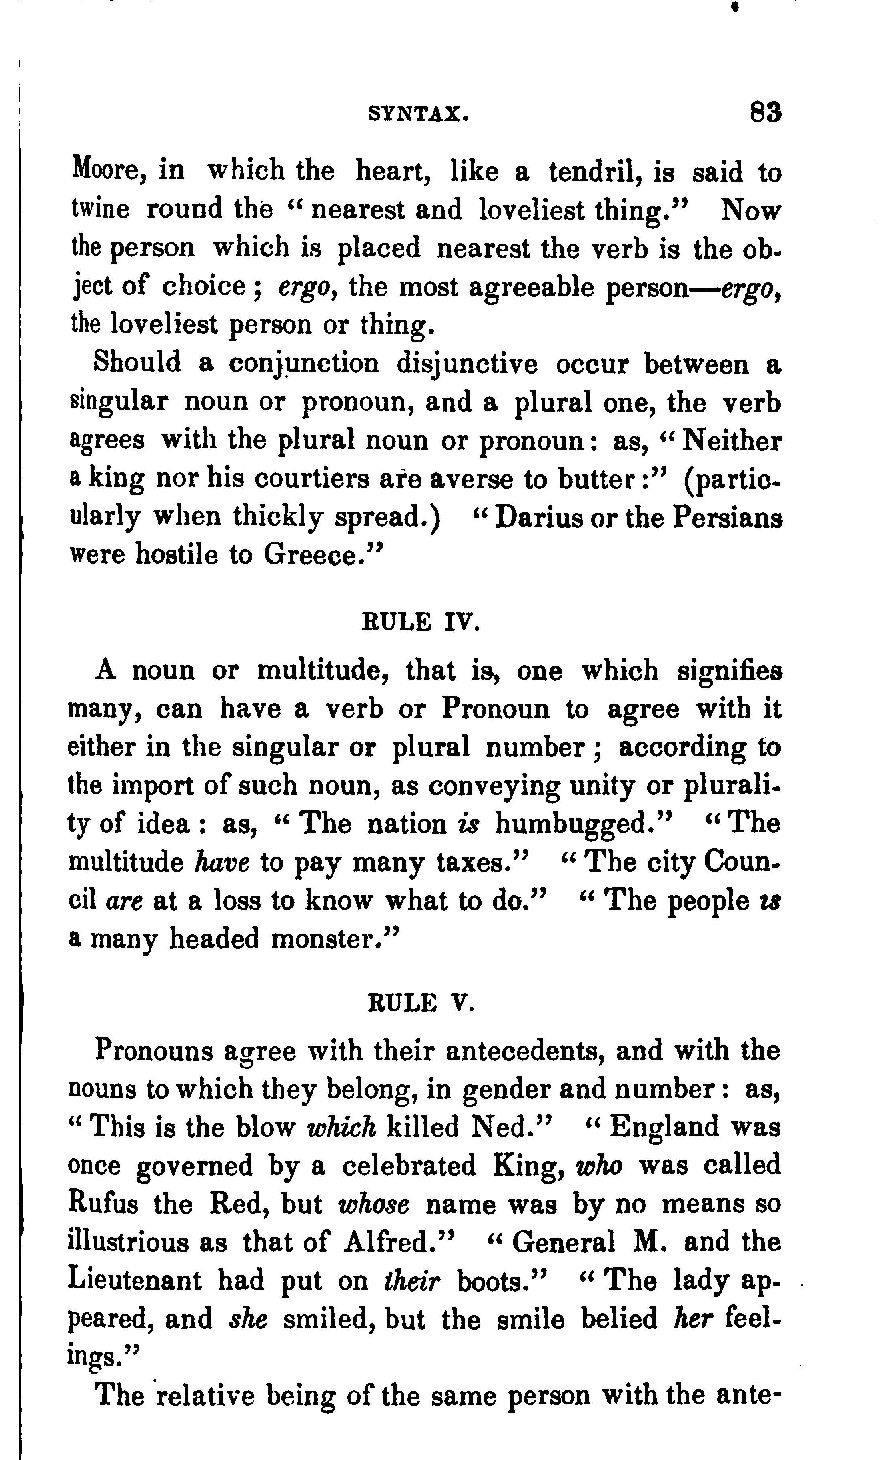 SYNTAX. 83
Moore, in which the heart, like a tendril, is said to
twine round the “ nearest and loveliest thing.” Now
the person which is placed nearest the verb is the ob-
ject of choice ; ergo, the most agreeable person—ergo,
the loveliest person or thing.
Should a conjunction disjunctive occur between a
singular noun or pronoun, and a plural one, the verb
agrees with the plural noun or pronoun: as, “ Neither
a king nor his courtiers are averse to butter :” (partic-
ularly when thickly spread.) “ Darius or the Persians
were hostile to Greece.”
RULE IV.
A noun or multitude, that is, one which signifies
many, can have a verb or Pronoun to agree with it
either in the singular or plural number ; according to
the import of such noun, as conveying unity or plurali-
ty of idea : as, “ The nation is humbugged.” “ The
multitude have to pay many taxes.” “ The city Coun-
cil are at a loss to know what to do.” “ The people is
a many headed monster.”
RULE V.
Pronouns agree with their antecedents, and with the
nouns to which they belong, in gender and number : as,
“ This is the blow which killed Ned.” “ England was
once governed by a celebrated King, who was called
Rufus the Red, but whose name was by no means so
illustrious as that of Alfred.” “ General M. and the
Lieutenant had put on their boots.” “ The lady ap-
peared, and she smiled, but the smile belied her feel-
ings.”
The relative being of the same person with the ante-